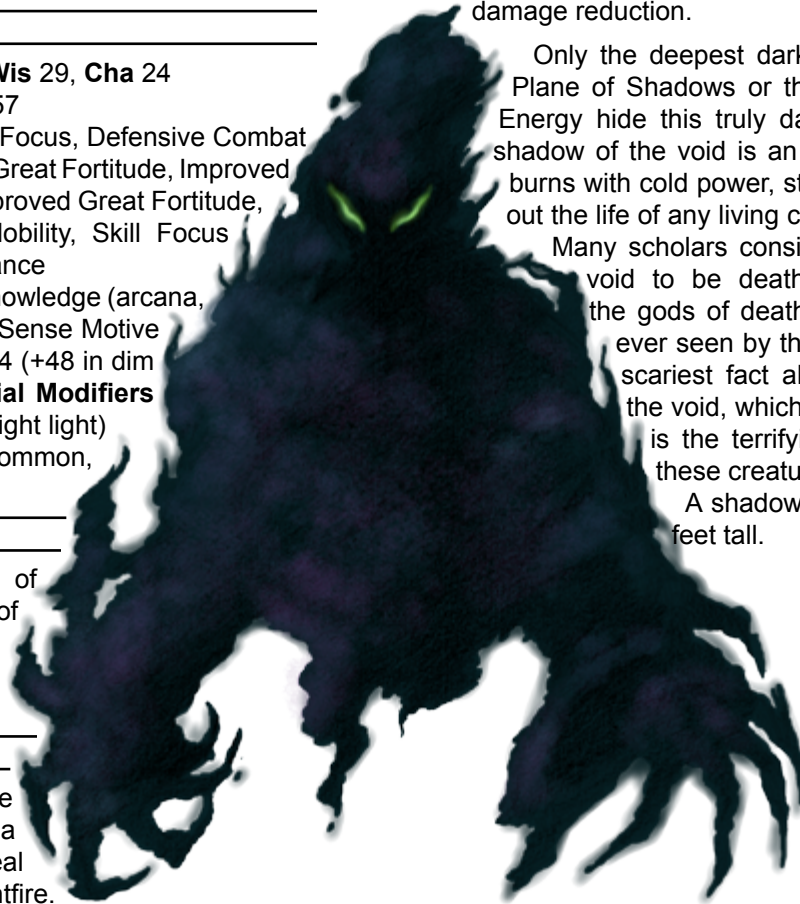 Wis 29, Cha 24
57
Focus, Defensive Combat
Great Fortitude, Improved
proved Great Fortitude,
Mobility, Skill Focus
ance
nowledge (arcana,
Sense Motive
4 (+48 in dim
ial Modifiers
ight light)
ommon,
of
of
e
a
eal
ntfire.
damage reduction.
Only the deepest dark
Plane of Shadows or th
Energy hide this truly da
shadow of the void is an
burns with cold power, st
out the life of any living c
Many scholars consi
void to be death
the gods of death
ever seen by th
scariest fact al
the void, which
is the terrifyi
these creatu
A shadow
feet tall.